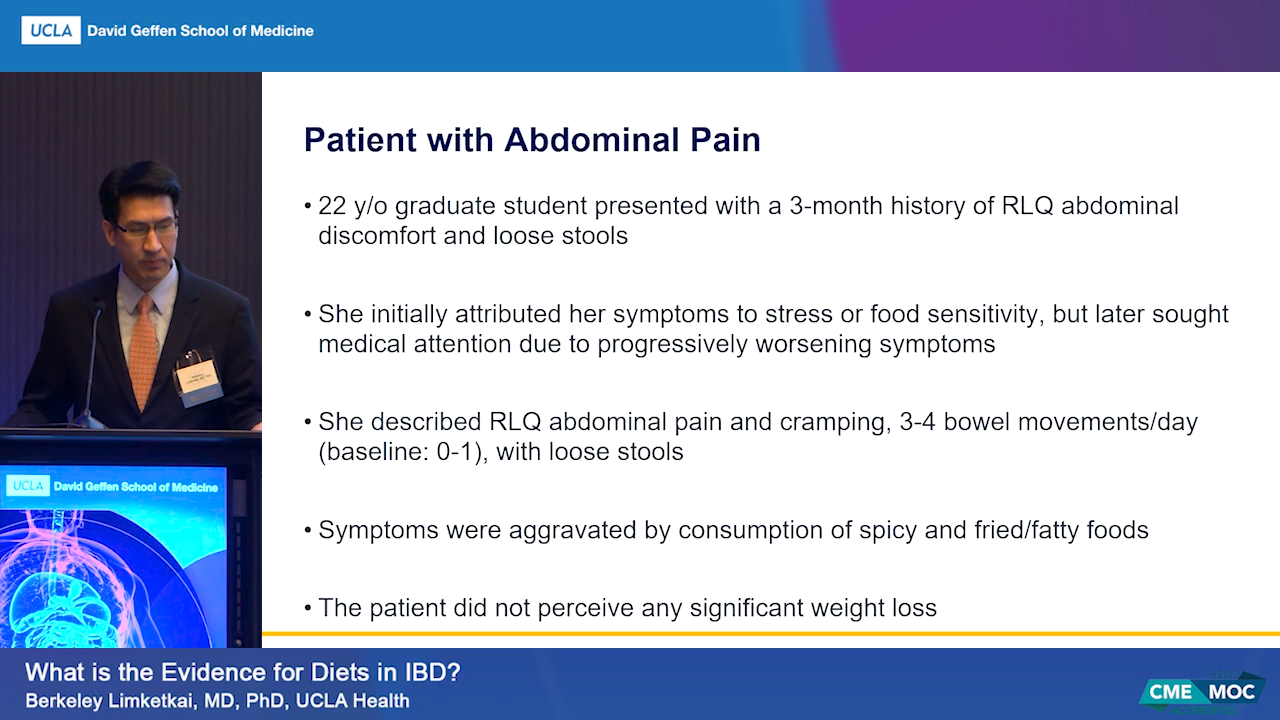 UCLA David Geffen School of Medicine
Patient with Abdominal Pain
• 22 y/o graduate student presented with a 3-month history of RLQ abdominal
discomfort and loose stools
• She initially attributed her symptoms to stress or food sensitivity, but later sought
medical attention due to progressively worsening symptoms
• She described RLQ abdominal pain and cramping, 3-4 bowel movements/day
(baseline: 0-1), with loose stools
• Symptoms were aggravated by consumption of spicy and fried/fatty foods
• The patient did not perceive any significant weight loss
UCLA David Geffen School of Medicine
What is the Evidence for Diets in IBD?
Berkeley Limketkai, MD, PhD, UCLA Health
CME MOC